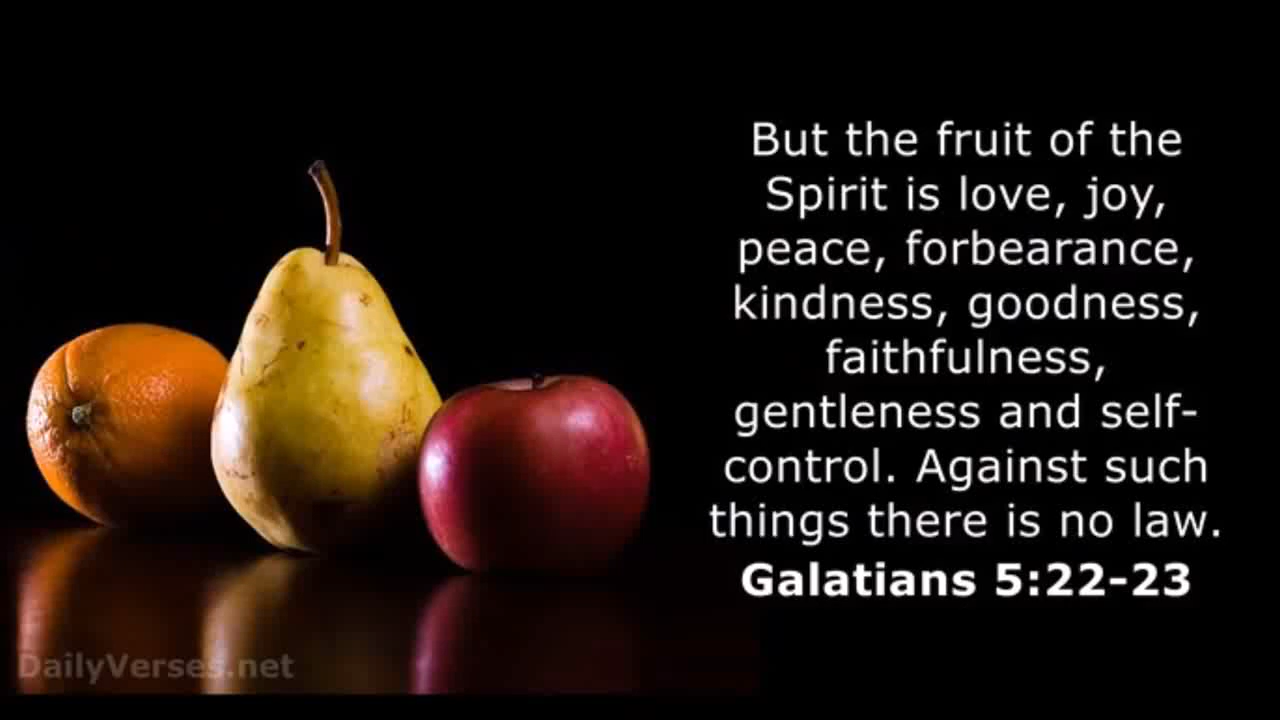 But the fruit of the
Spirit is love, joy,
peace, forbearance,
kindness, goodness,
faithfulness,
gentleness and self-
control. Against such
things there is no law.
Galatians 5:22-23
DailyVerses.net